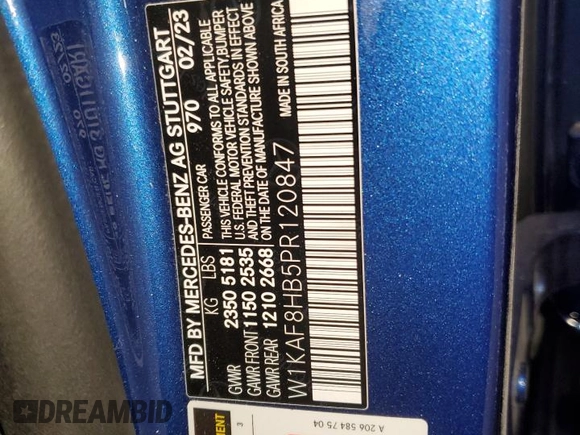 MFD BY MERCEDES-BENZ AG STUTTGART
970 02/23
KG LBS
GVWR 2350 5181
GAWR FRONT 1150 2535
GAWR REAR 1210 2668
PASSENGER CAR
THIS VEHICLE CONFORMS TO ALL APPLICABLE
U.S. FEDERAL MOTOR VEHICLE SAFETY,BUMPER
AND THEFT PREVENTION STANDARDS IN EFFECT
ON THE DATE OF MANUFACTURE SHOWN ABOVE
W1KAF8HB5PR120847
MADE IN SOUTH AFRICA
A 206 584 75 04
3
DREAMBID